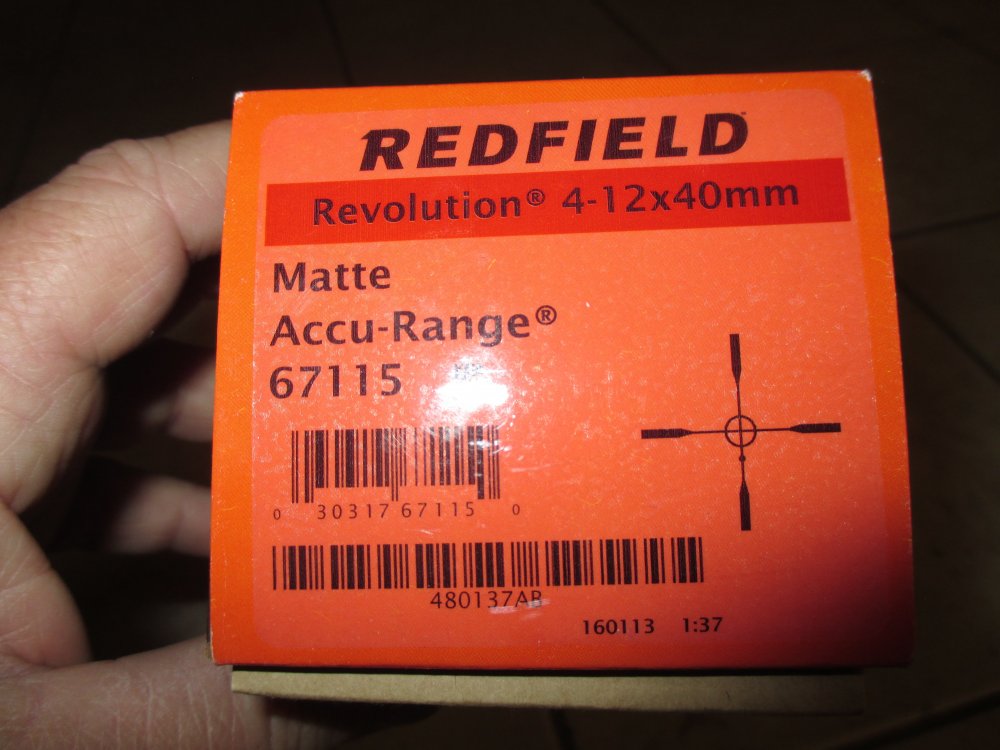 REDFIELD
Revolution® 4-12x40mm
Matte
Accu-Range®
67115
0 30317 67115 0
480137AB
160113 1:37